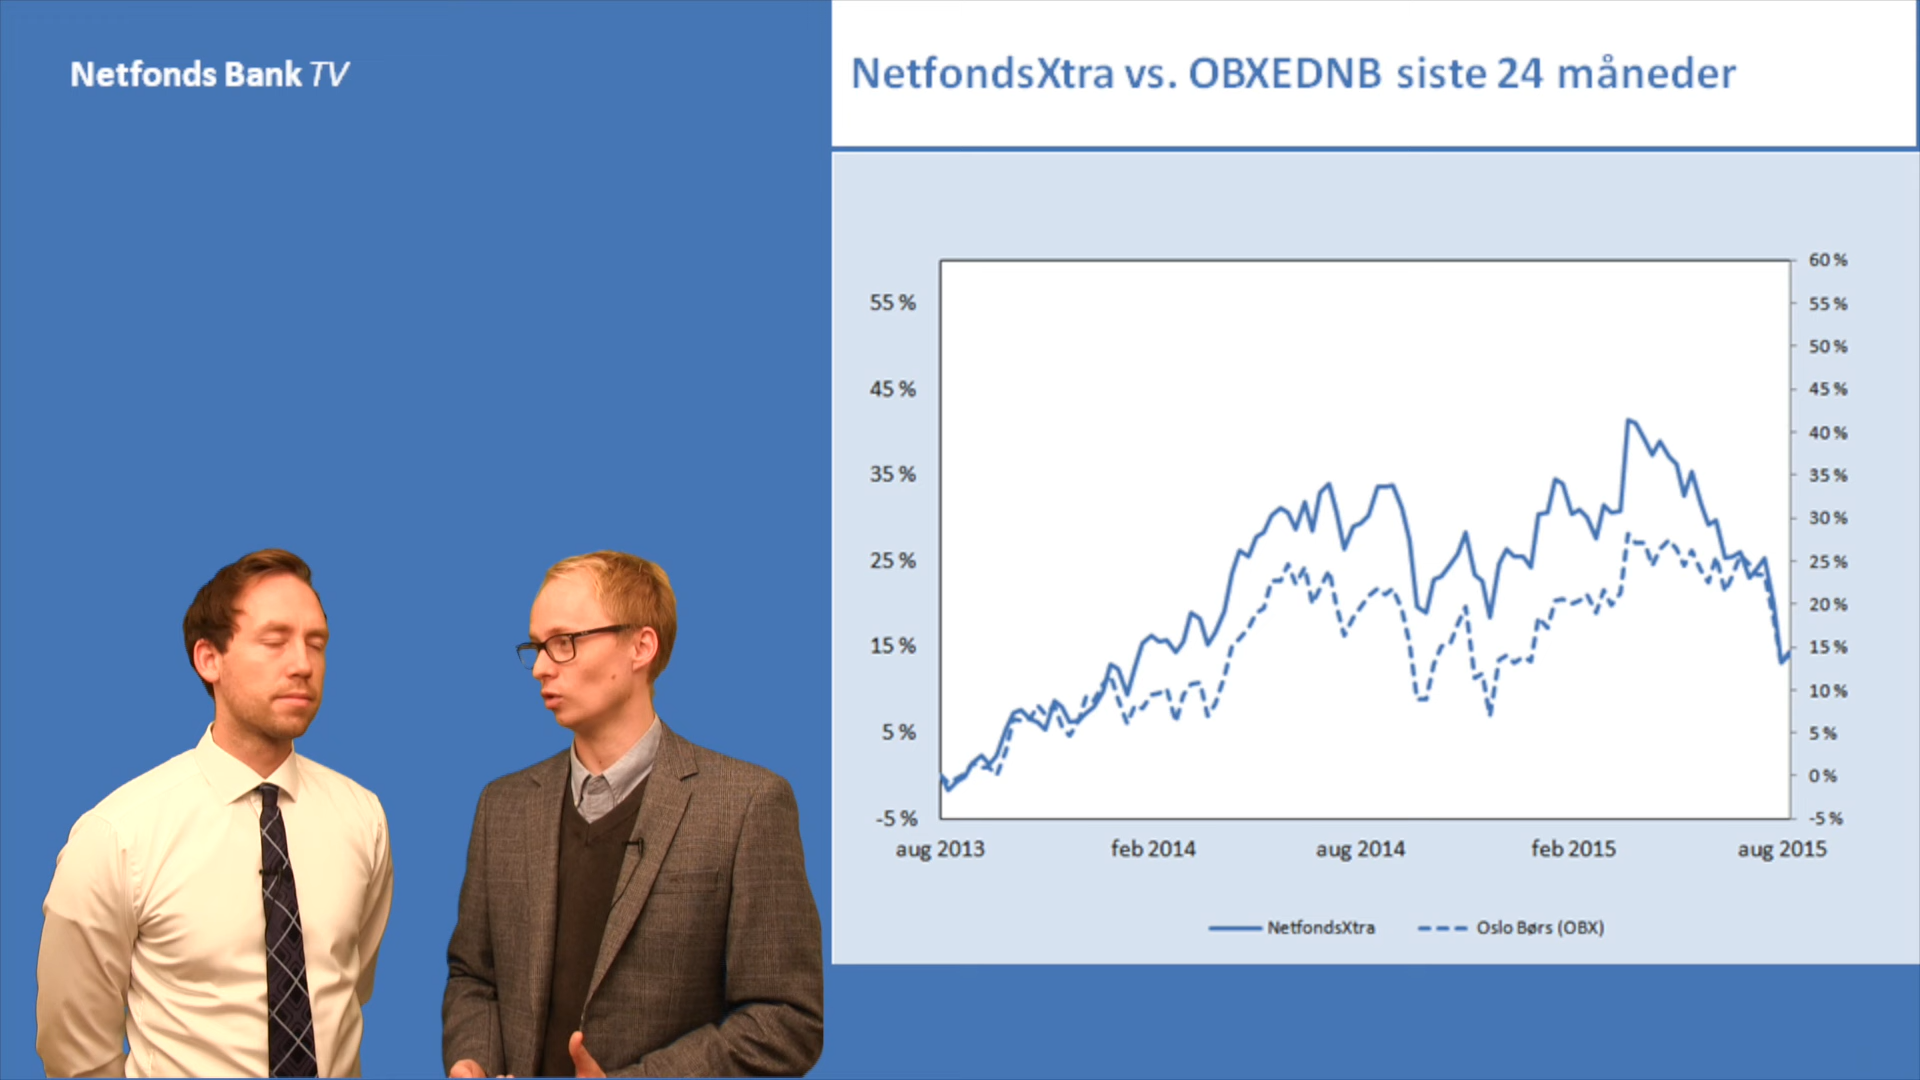 Netfonds Bank TV
NetfondsXtra vs. OBXEDNB siste 24 måneder
60 %
55 %
55 %
50 %
45 %
45 %
40 %
35 %
35 %
30 %
25 %
25 %
20 %
15 %
15 %
10 %
5 %
5 %
0 %
-5 %
-5 %
aug 2013
feb 2014
aug 2014
feb 2015
aug 2015
NetfondsXtra
Oslo Børs (OBX)